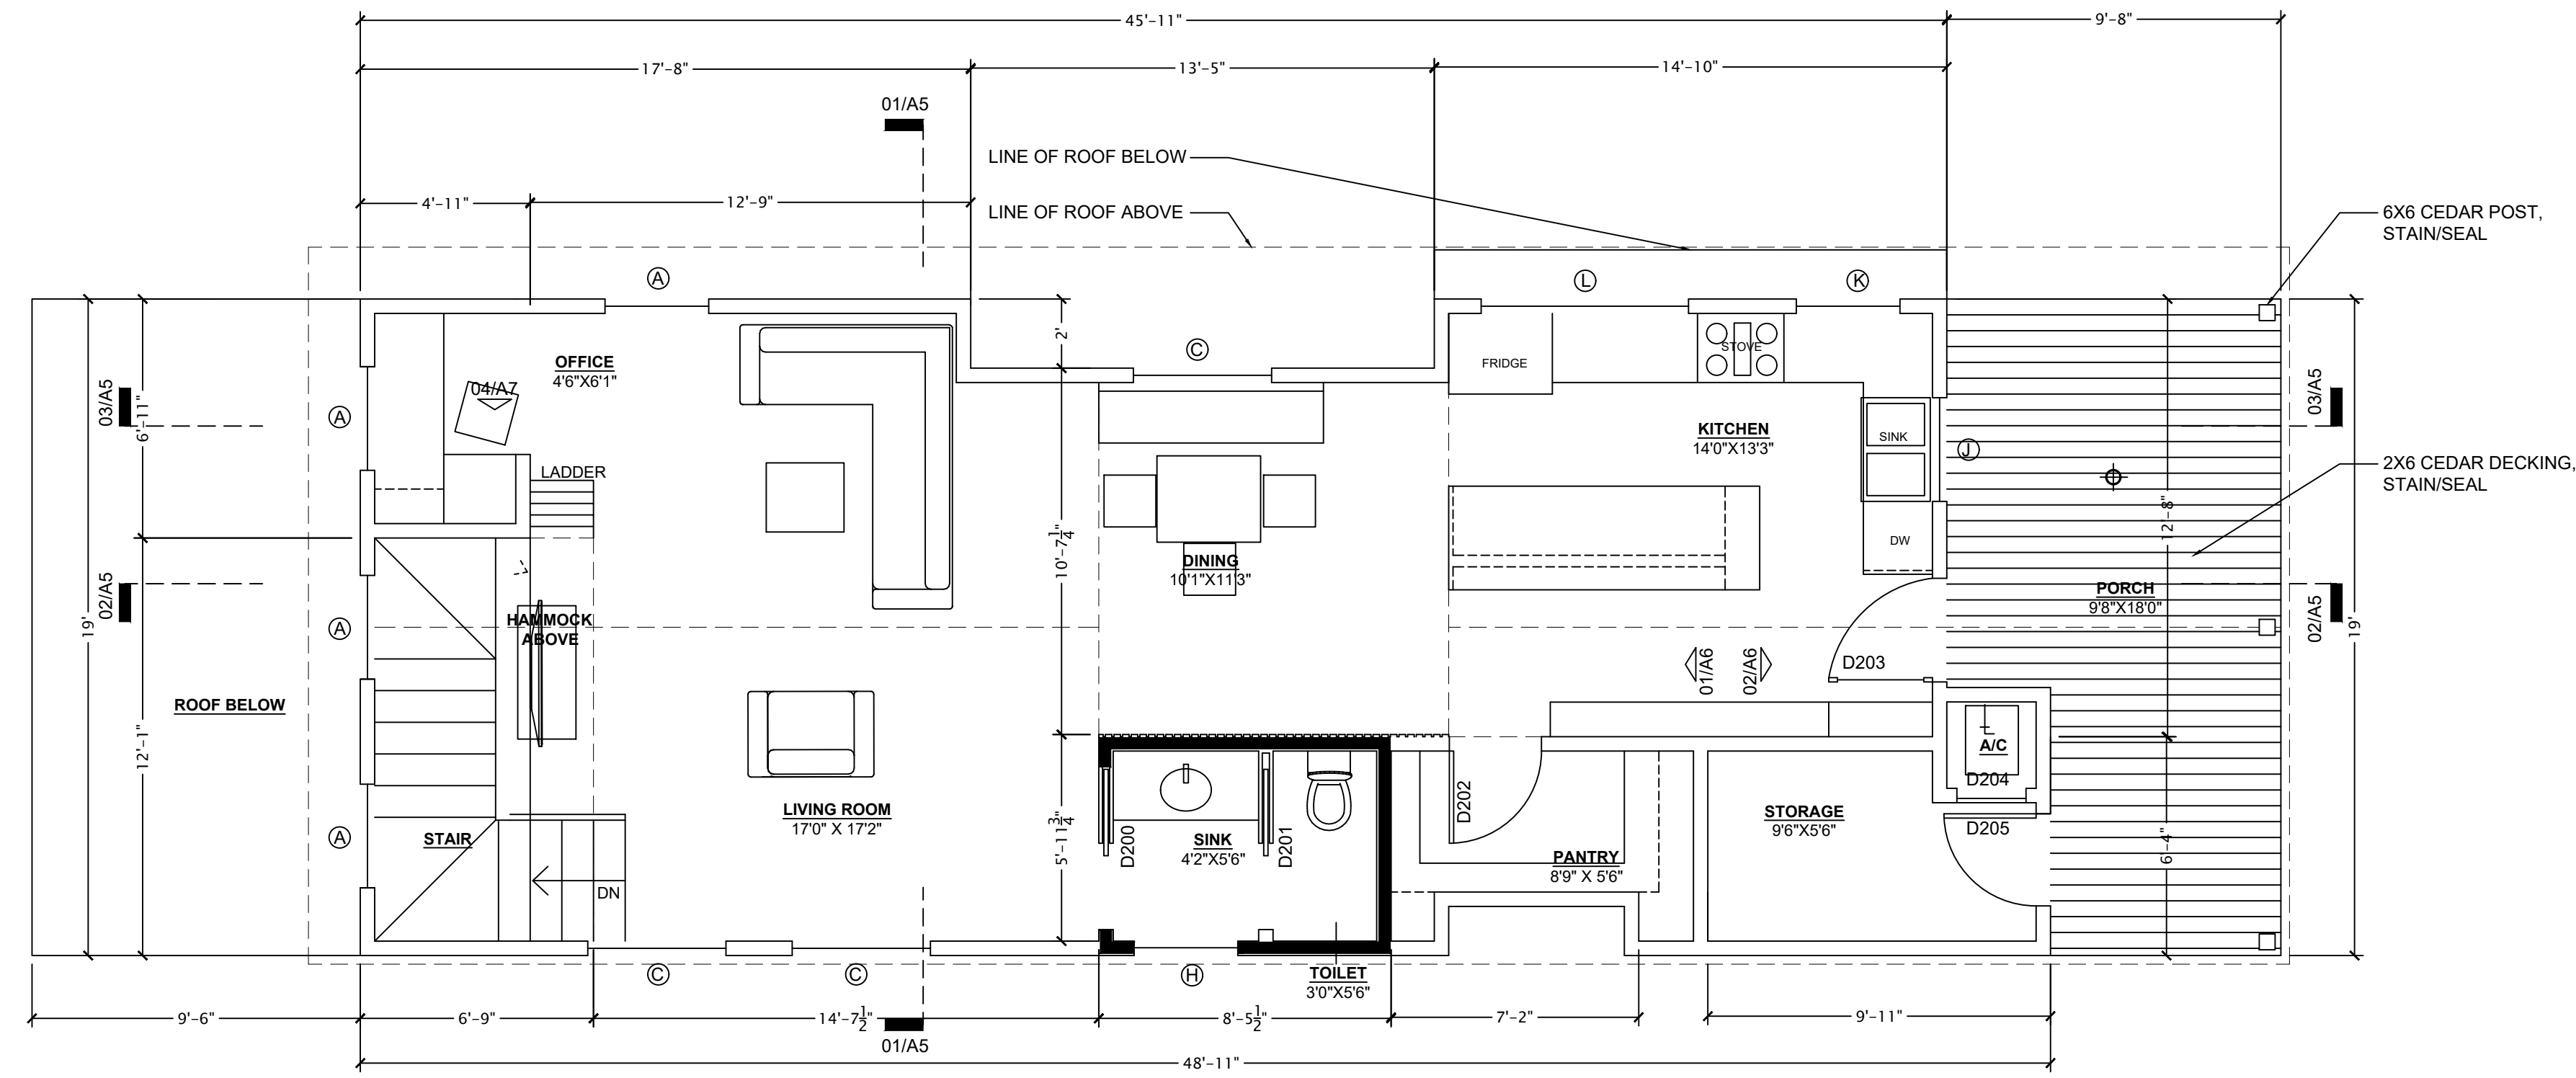 45'-11"
9'-8"
17'-8"
13'-5"
14'-10"
01/A5
LINE OF ROOF BELOW
4'-11"
12'-9"
LINE OF ROOF ABOVE
6X6 CEDAR POST,
STAIN/SEAL
A
L
K
2'
C
OFFICE
4'6"X6'1"
STOVE
FRIDGE
03/A5
6'-11"
A
04/A7
03/A5
KITCHEN
14'0"X13'3"
SINK
J
LADDER
2X6 CEDAR DECKING,
STAIN/SEAL
12'-8"
10'-7 1/4"
DW
DINING
10'1"X11'3"
02/A5
19'
A
HAMMOCK
ABOVE
PORCH
9'8"X18'0"
02/A5
19'
01/A6
02/A6
D203
ROOF BELOW
12'-1"
A/C
D204
A
STAIR
LIVING ROOM
17'0" X 17'2"
5'-11 3/4"
D200
SINK
4'2"X5'6"
D201
D202
STORAGE
9'6"X5'6"
D205
6'-4"
PANTRY
8'9" X 5'6"
DN
C
C
H
TOILET
3'0"X5'6"
9'-6"
6'-9"
14'-7 1/2"
8'-5 1/2"
7'-2"
9'-11"
01/A5
48'-11"